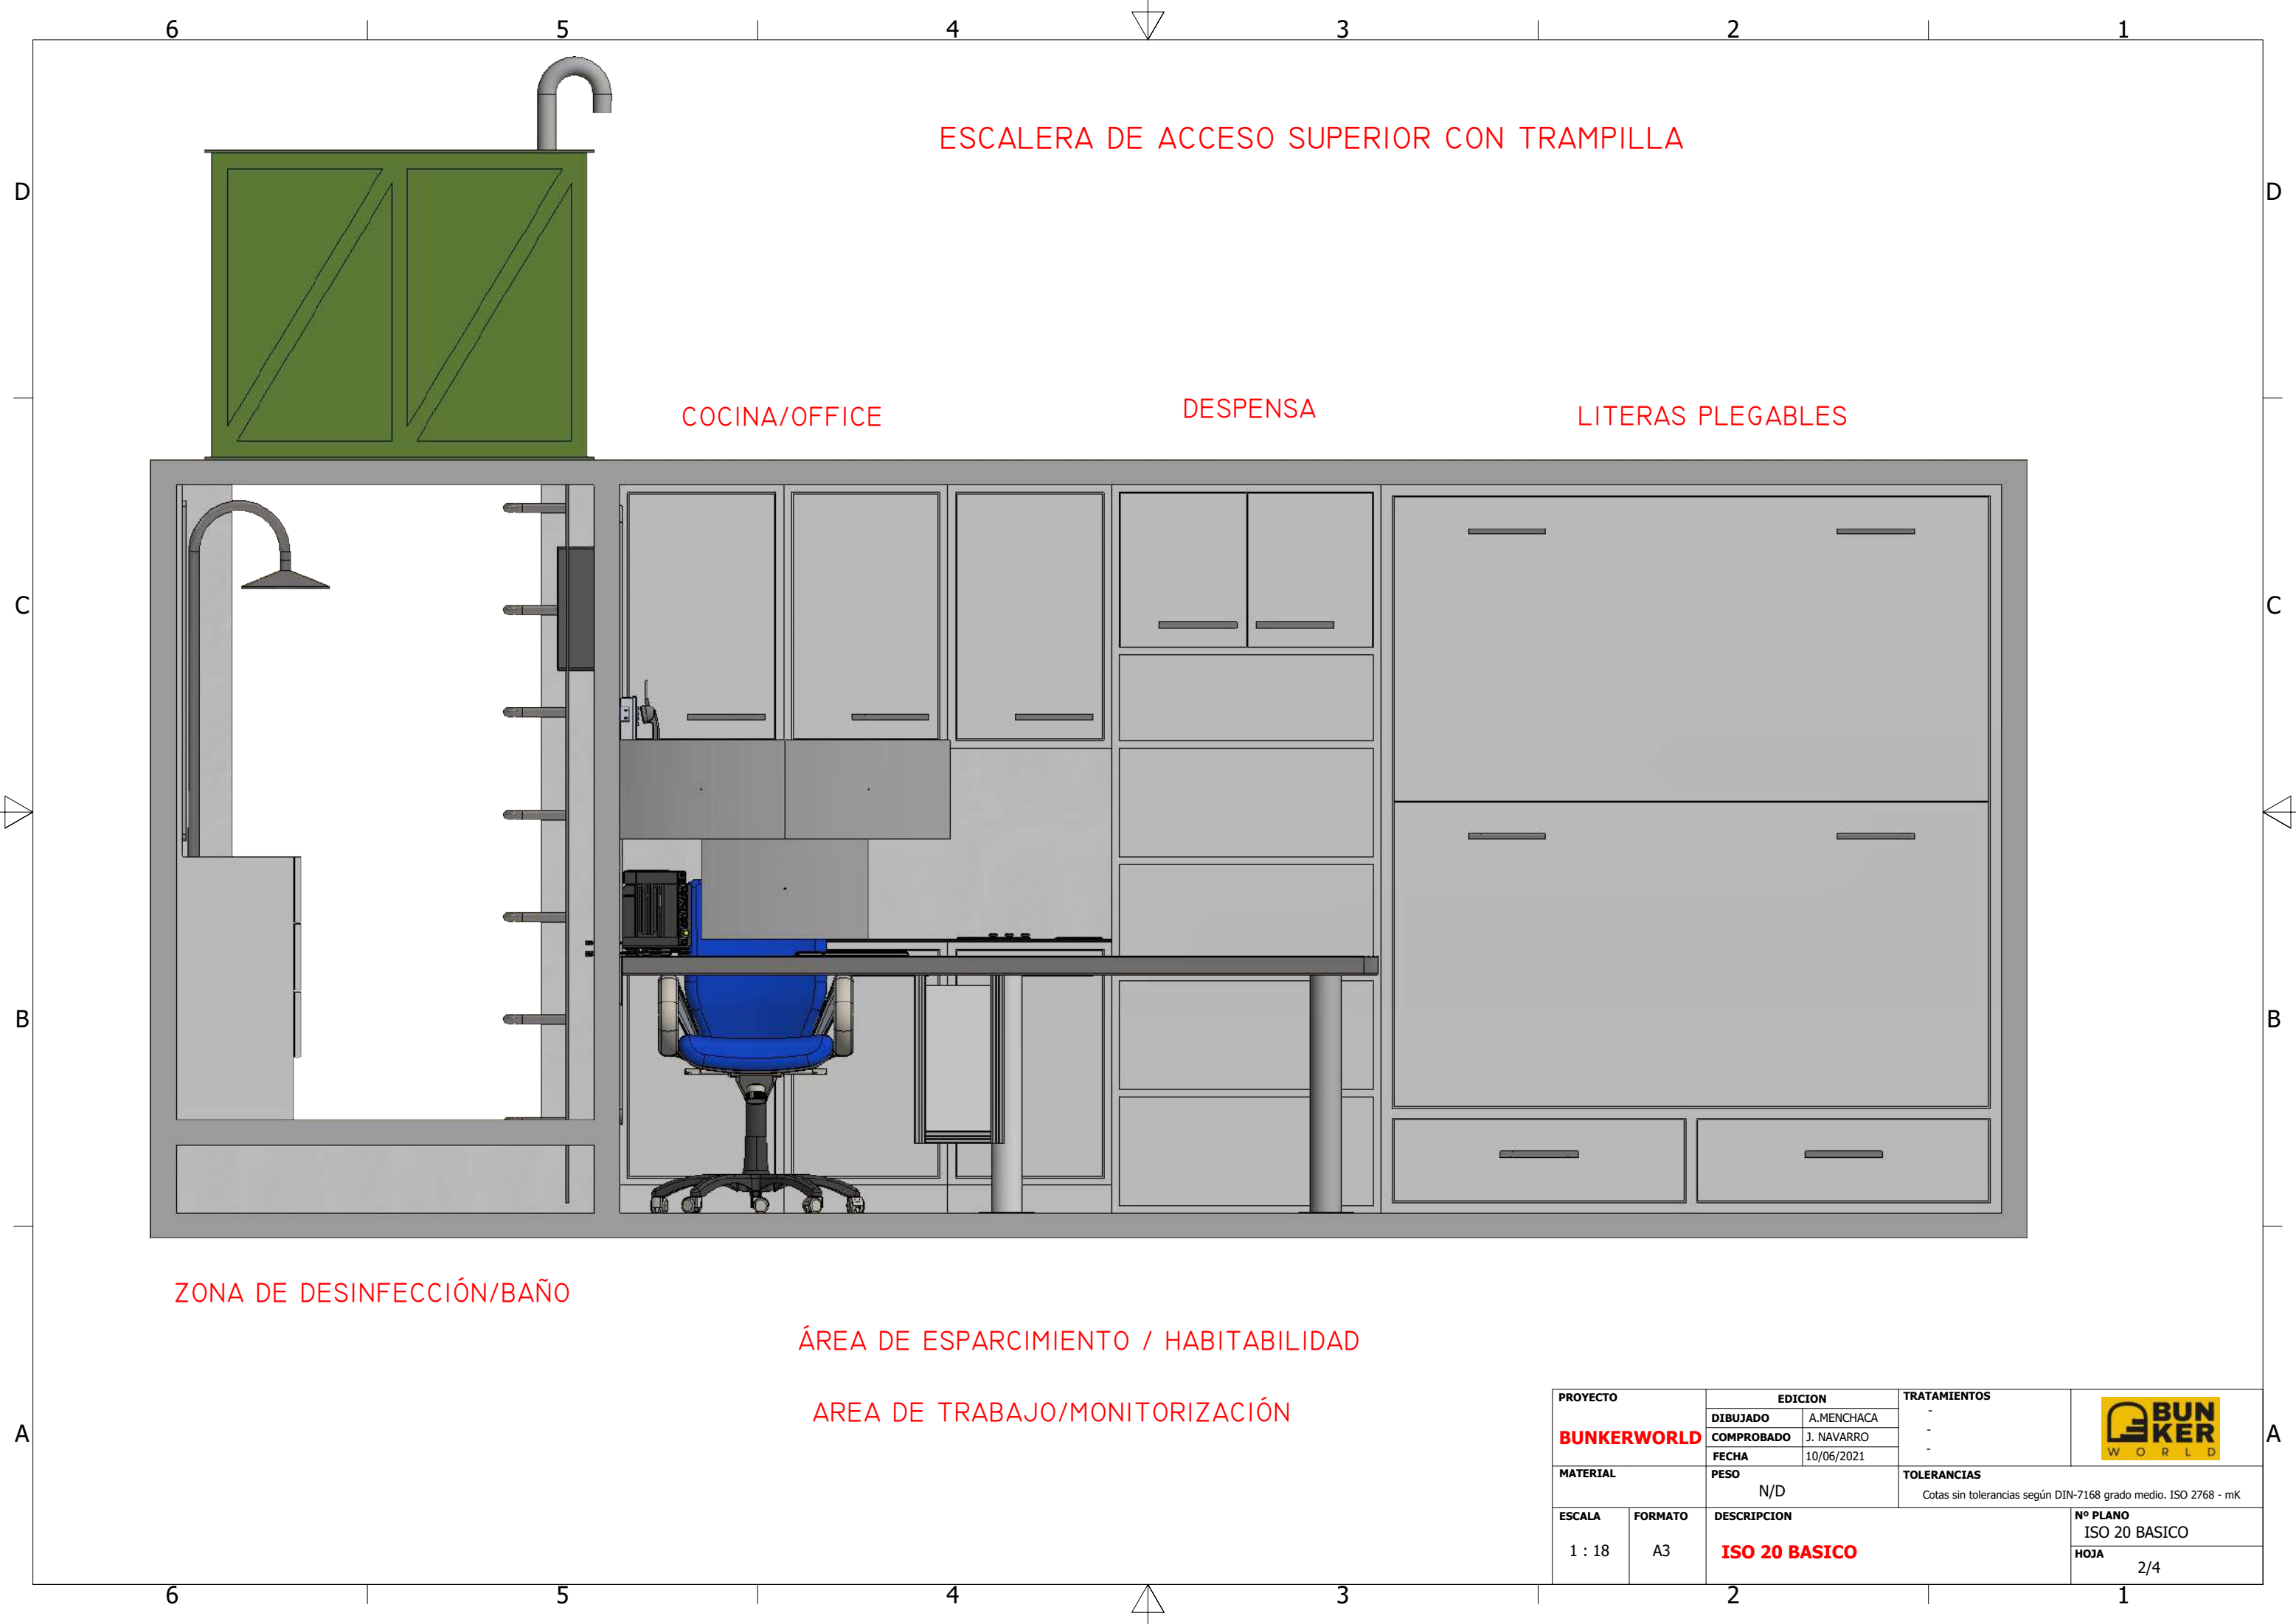 6 5 4 3 2 1
ESCALERA DE ACCESO SUPERIOR CON TRAMPILLA
D D
COCINA/OFFICE DESPENSA LITERAS PLEGABLES
C C
B B
ZONA DE DESINFECCIÓN/BAÑO
ÁREA DE ESPARCIMIENTO / HABITABILIDAD
AREA DE TRABAJO/MONITORIZACIÓN
A A
PROYECTO
BUNKERWORLD
EDICION
DIBUJADO A.MENCHACA
COMPROBADO J. NAVARRO
FECHA 10/06/2021
TRATAMIENTOS
-
-
-
BUN
KER
WORLD
MATERIAL
PESO
N/D
TOLERANCIAS
Cotas sin tolerancias según DIN-7168 grado medio. ISO 2768 - mK
ESCALA
1 : 18
FORMATO
A3
DESCRIPCION
ISO 20 BASICO
Nº PLANO
ISO 20 BASICO
HOJA
2/4
6 5 4 3 2 1